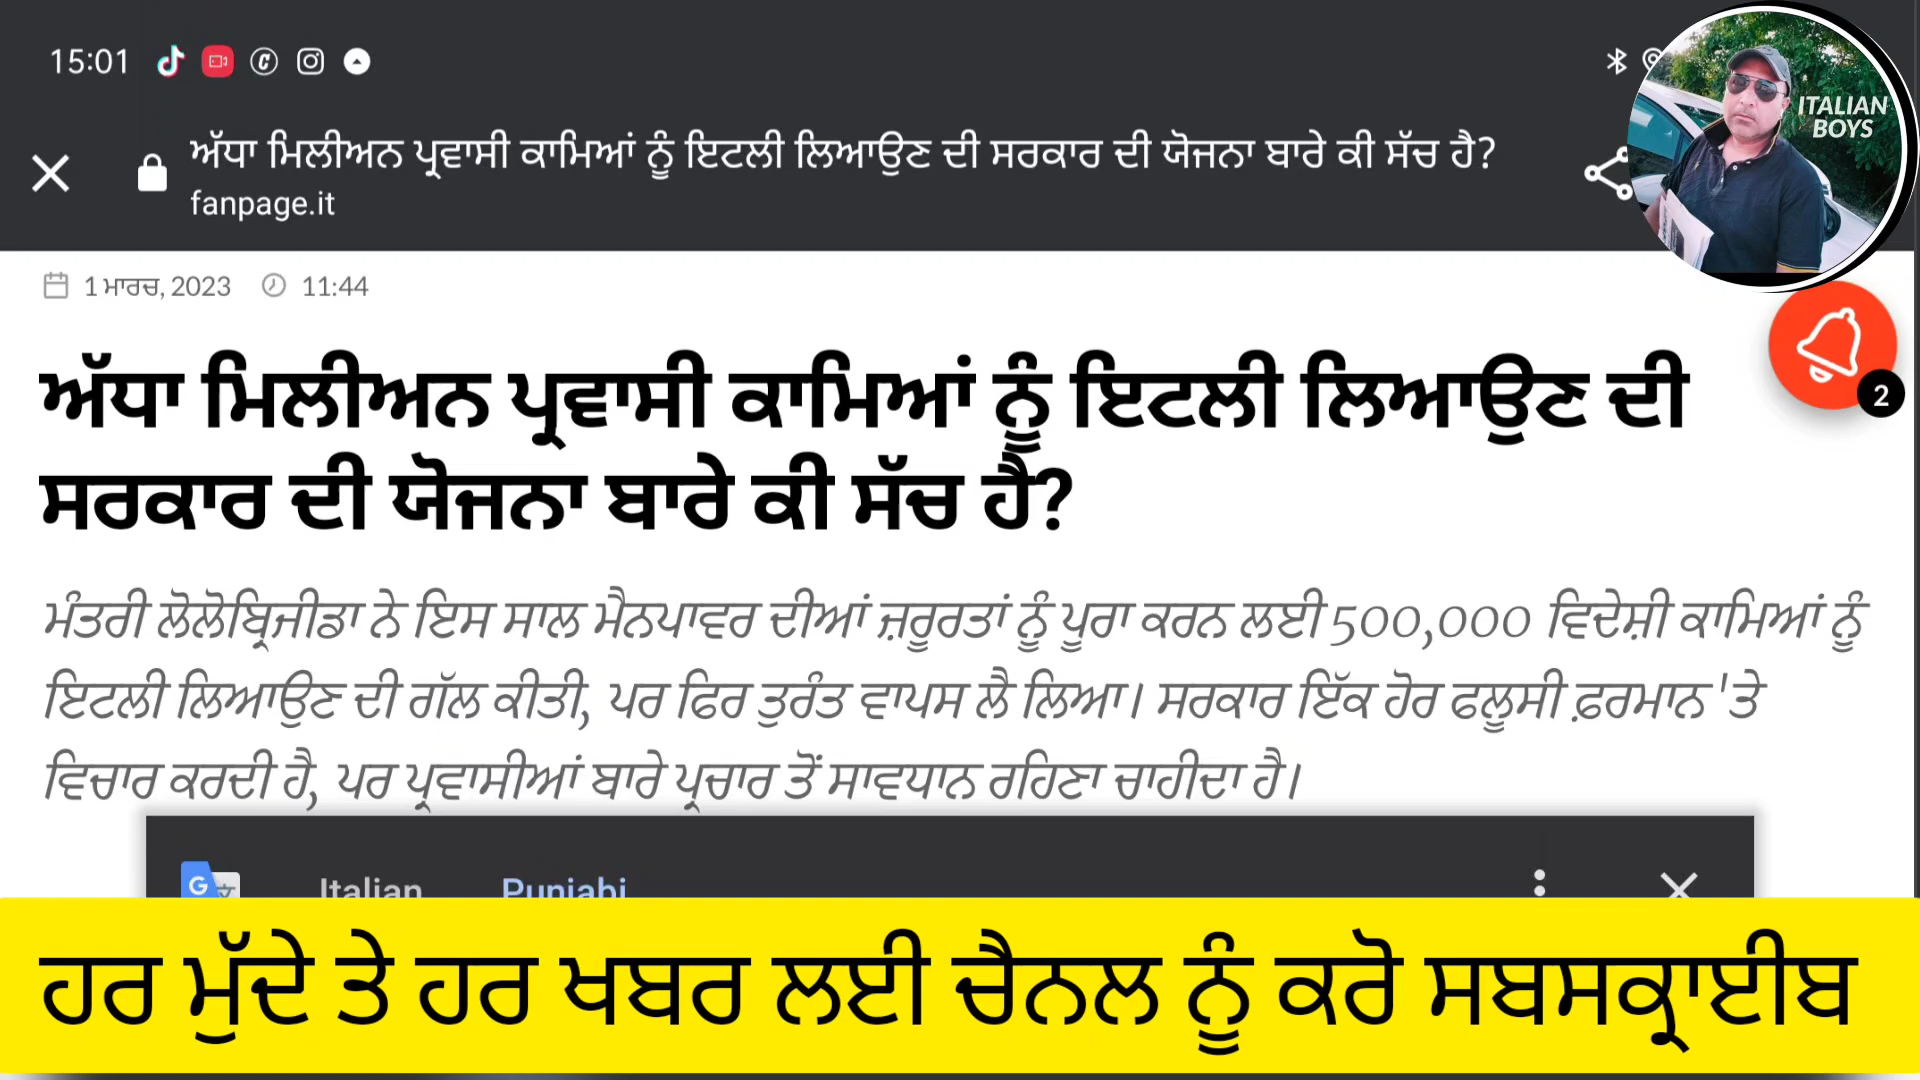 15:01
ਅੱਧਾ ਮਿਲੀਅਨ ਪ੍ਰਵਾਸੀ ਕਾਮਿਆਂ ਨੂੰ ਇਟਲੀ ਲਿਆਉਣ ਦੀ ਸਰਕਾਰ ਦੀ ਯੋਜਨਾ ਬਾਰੇ ਕੀ ਸੱਚ ਹੈ?
fanpage.it
ITALIAN
BOYS
1 ਮਾਰਚ, 2023 11:44
2
ਅੱਧਾ ਮਿਲੀਅਨ ਪ੍ਰਵਾਸੀ ਕਾਮਿਆਂ ਨੂੰ ਇਟਲੀ ਲਿਆਉਣ ਦੀ
ਸਰਕਾਰ ਦੀ ਯੋਜਨਾ ਬਾਰੇ ਕੀ ਸੱਚ ਹੈ?
ਮੰਤਰੀ ਲੋਲੋਬ੍ਰਿਜੀਡਾ ਨੇ ਇਸ ਸਾਲ ਮੈਨਪਾਵਰ ਦੀਆਂ ਜ਼ਰੂਰਤਾਂ ਨੂੰ ਪੂਰਾ ਕਰਨ ਲਈ 500,000 ਵਿਦੇਸ਼ੀ ਕਾਮਿਆਂ ਨੂੰ
ਇਟਲੀ ਲਿਆਉਣ ਦੀ ਗੱਲ ਕੀਤੀ, ਪਰ ਫਿਰ ਤੁਰੰਤ ਵਾਪਸ ਲੈ ਲਿਆ। ਸਰਕਾਰ ਇੱਕ ਹੋਰ ਫਲੂਸੀ ਫ਼ਰਮਾਨ 'ਤੇ
ਵਿਚਾਰ ਕਰਦੀ ਹੈ, ਪਰ ਪ੍ਰਵਾਸੀਆਂ ਬਾਰੇ ਪ੍ਰਚਾਰ ਤੋਂ ਸਾਵਧਾਨ ਰਹਿਣਾ ਚਾਹੀਦਾ ਹੈ।
Italian Punjabi
ਹਰ ਮੁੱਦੇ ਤੇ ਹਰ ਖਬਰ ਲਈ ਚੈਨਲ ਨੂੰ ਕਰੋ ਸਬਸਕ੍ਰਾਈਬ